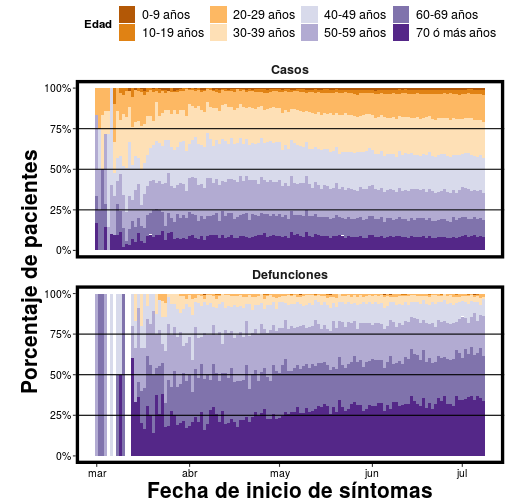 Edad
0-9 años 20-29 años 40-49 años 60-69 años
10-19 años 30-39 años 50-59 años 70 ó más años
Casos
100%
75%
50%
25%
0%
Defunciones
100%
75%
50%
25%
0%
Porcentaje de pacientes
mar abr may jun jul
Fecha de inicio de síntomas